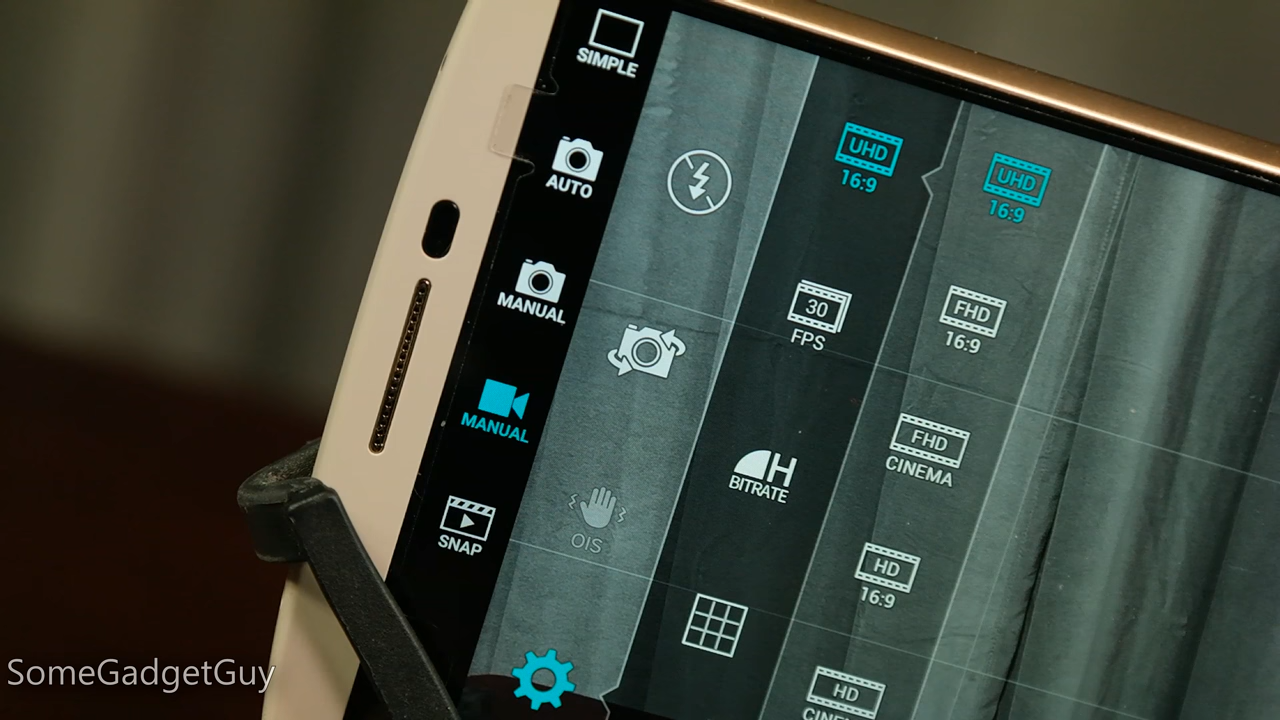 SIMPLE
AUTO
MANUAL
MANUAL
SNAP
OIS
UHD
16:9
30
FPS
H
BITRATE
UHD
16:9
FHD
16:9
FHD
CINEMA
HD
16:9
HD
SomeGadgetGuy